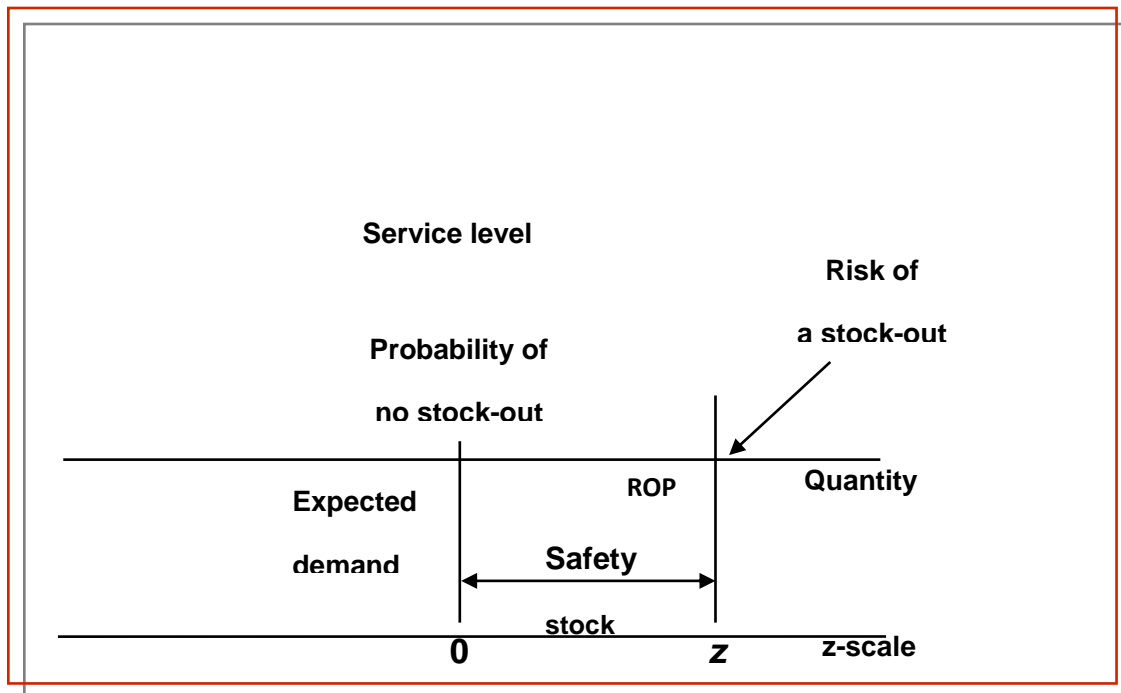 Service level
Risk of
a stock-out
Probability of
no stock-out
Expected
demand
ROP
Quantity
Safety
stock
0
z
z-scale